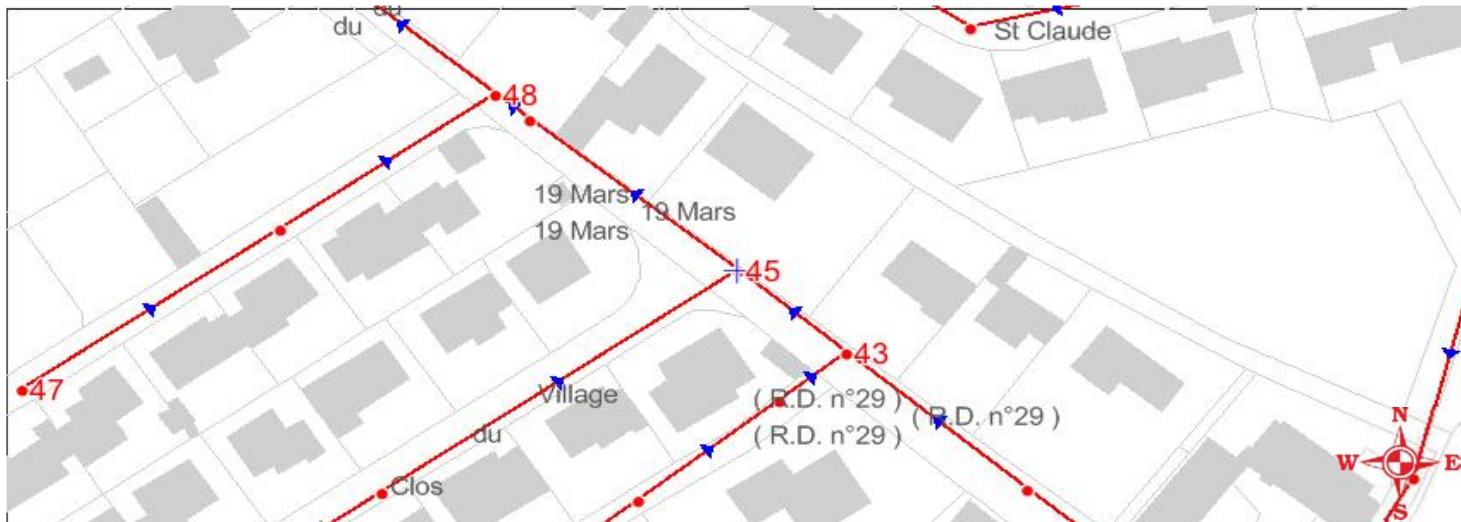 du
du
St Claude
48
19 Mars
19 Mars
19 Mars
45
43
47
Village
( R.D. n°29 )
( R.D. n°29 )
( R.D. n°29 )
du
Clos
N
W E
S